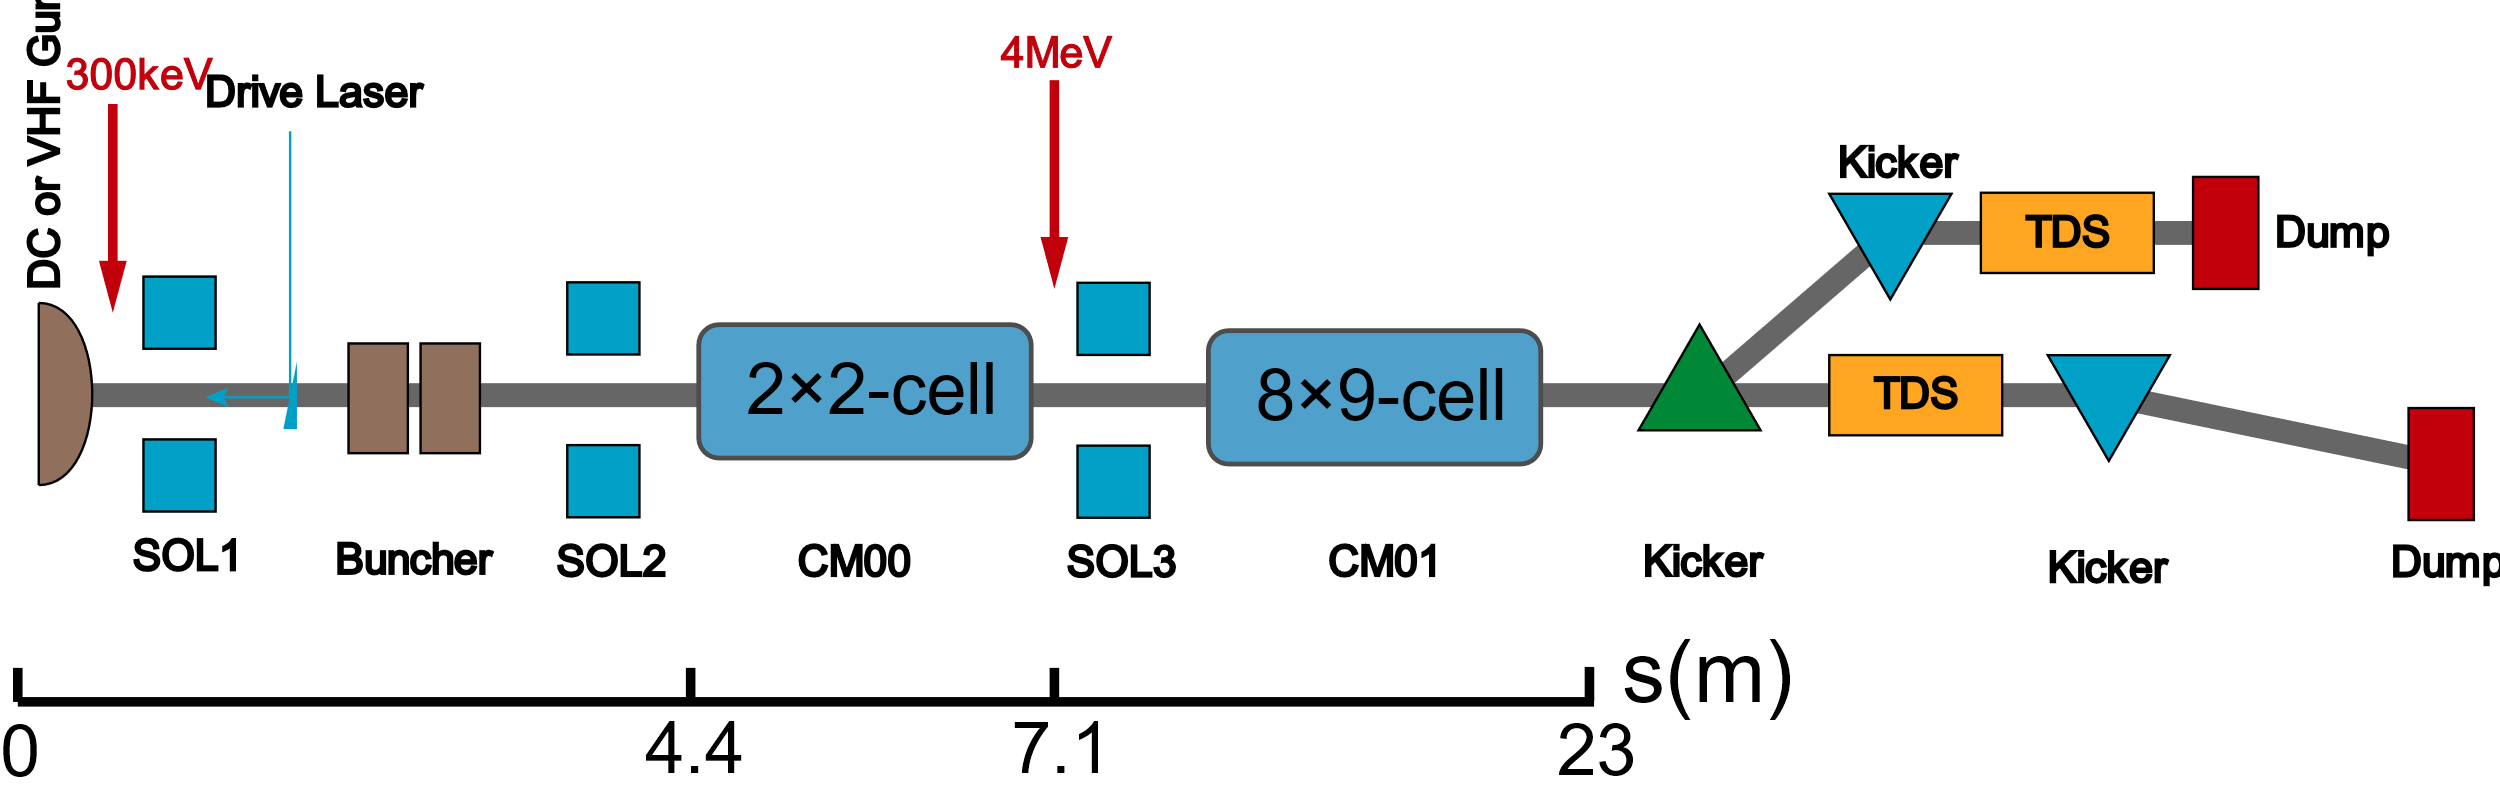 DC or VHF Gun
300keV
Drive Laser
4MeV
Kicker
TDS
Dump
2×2-cell
8×9-cell
TDS
SOL1
Buncher
SOL2
CM00
SOL3
CM01
Kicker
Kicker
Dump
s(m)
0
4.4
7.1
23